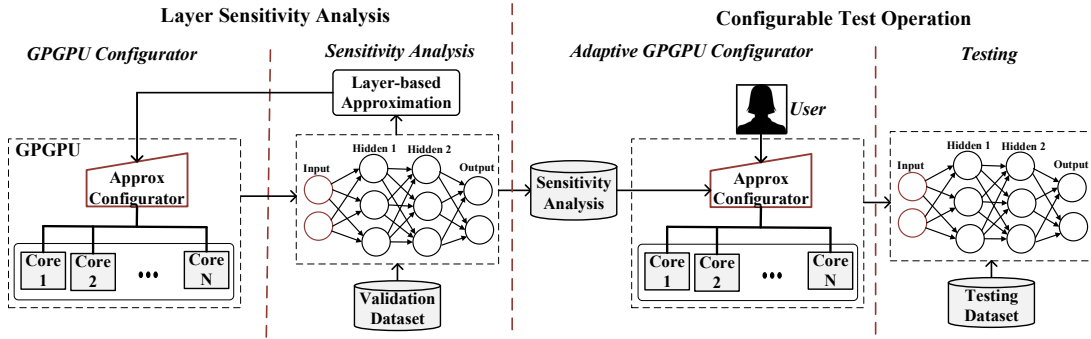 Layer Sensitivity Analysis
Configurable Test Operation
GPGPU Configurator
Sensitivity Analysis
Adaptive GPGPU Configurator
Testing
Layer-based
Approximation
User
GPGPU
Approx
Configurator
Core
1
Core
2
•••
Core
N
Input
Hidden 1
Hidden 2
Output
Validation
Dataset
Sensitivity
Analysis
Approx
Configurator
Core
1
Core
2
•••
Core
N
Input
Hidden 1
Hidden 2
Output
Testing
Dataset